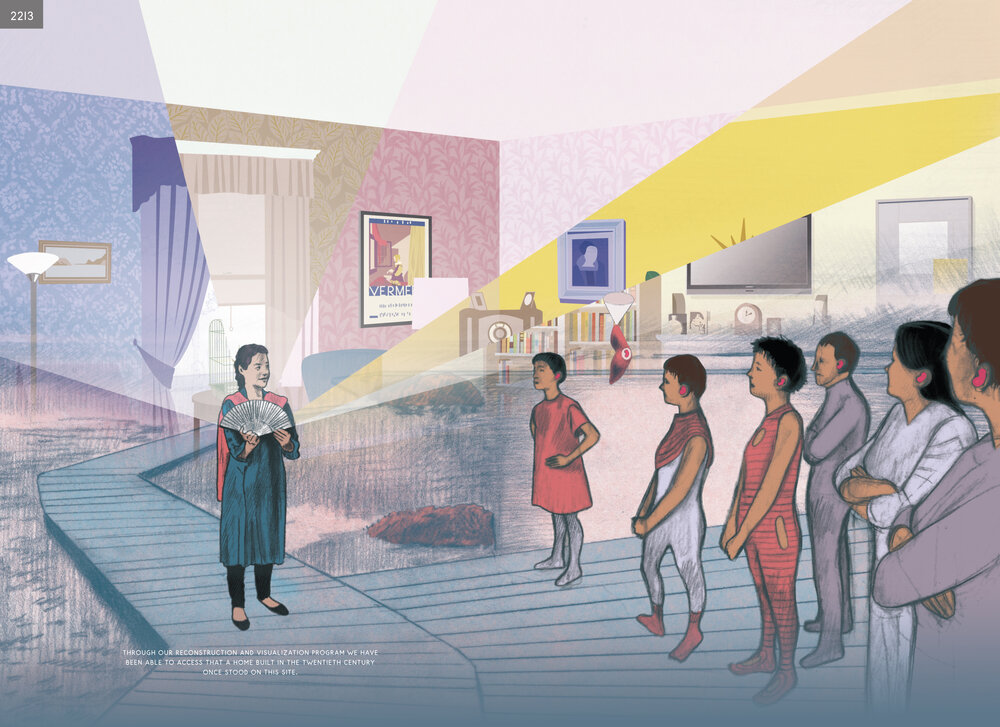 2213
VERME
THROUGH OUR RECONSTRUCTION AND VISUALIZATION PROGRAM WE HAVE
BEEN ABLE TO ACCESS THAT A HOME BUILT IN THE TWENTIETH CENTURY
ONCE STOOD ON THIS SITE.